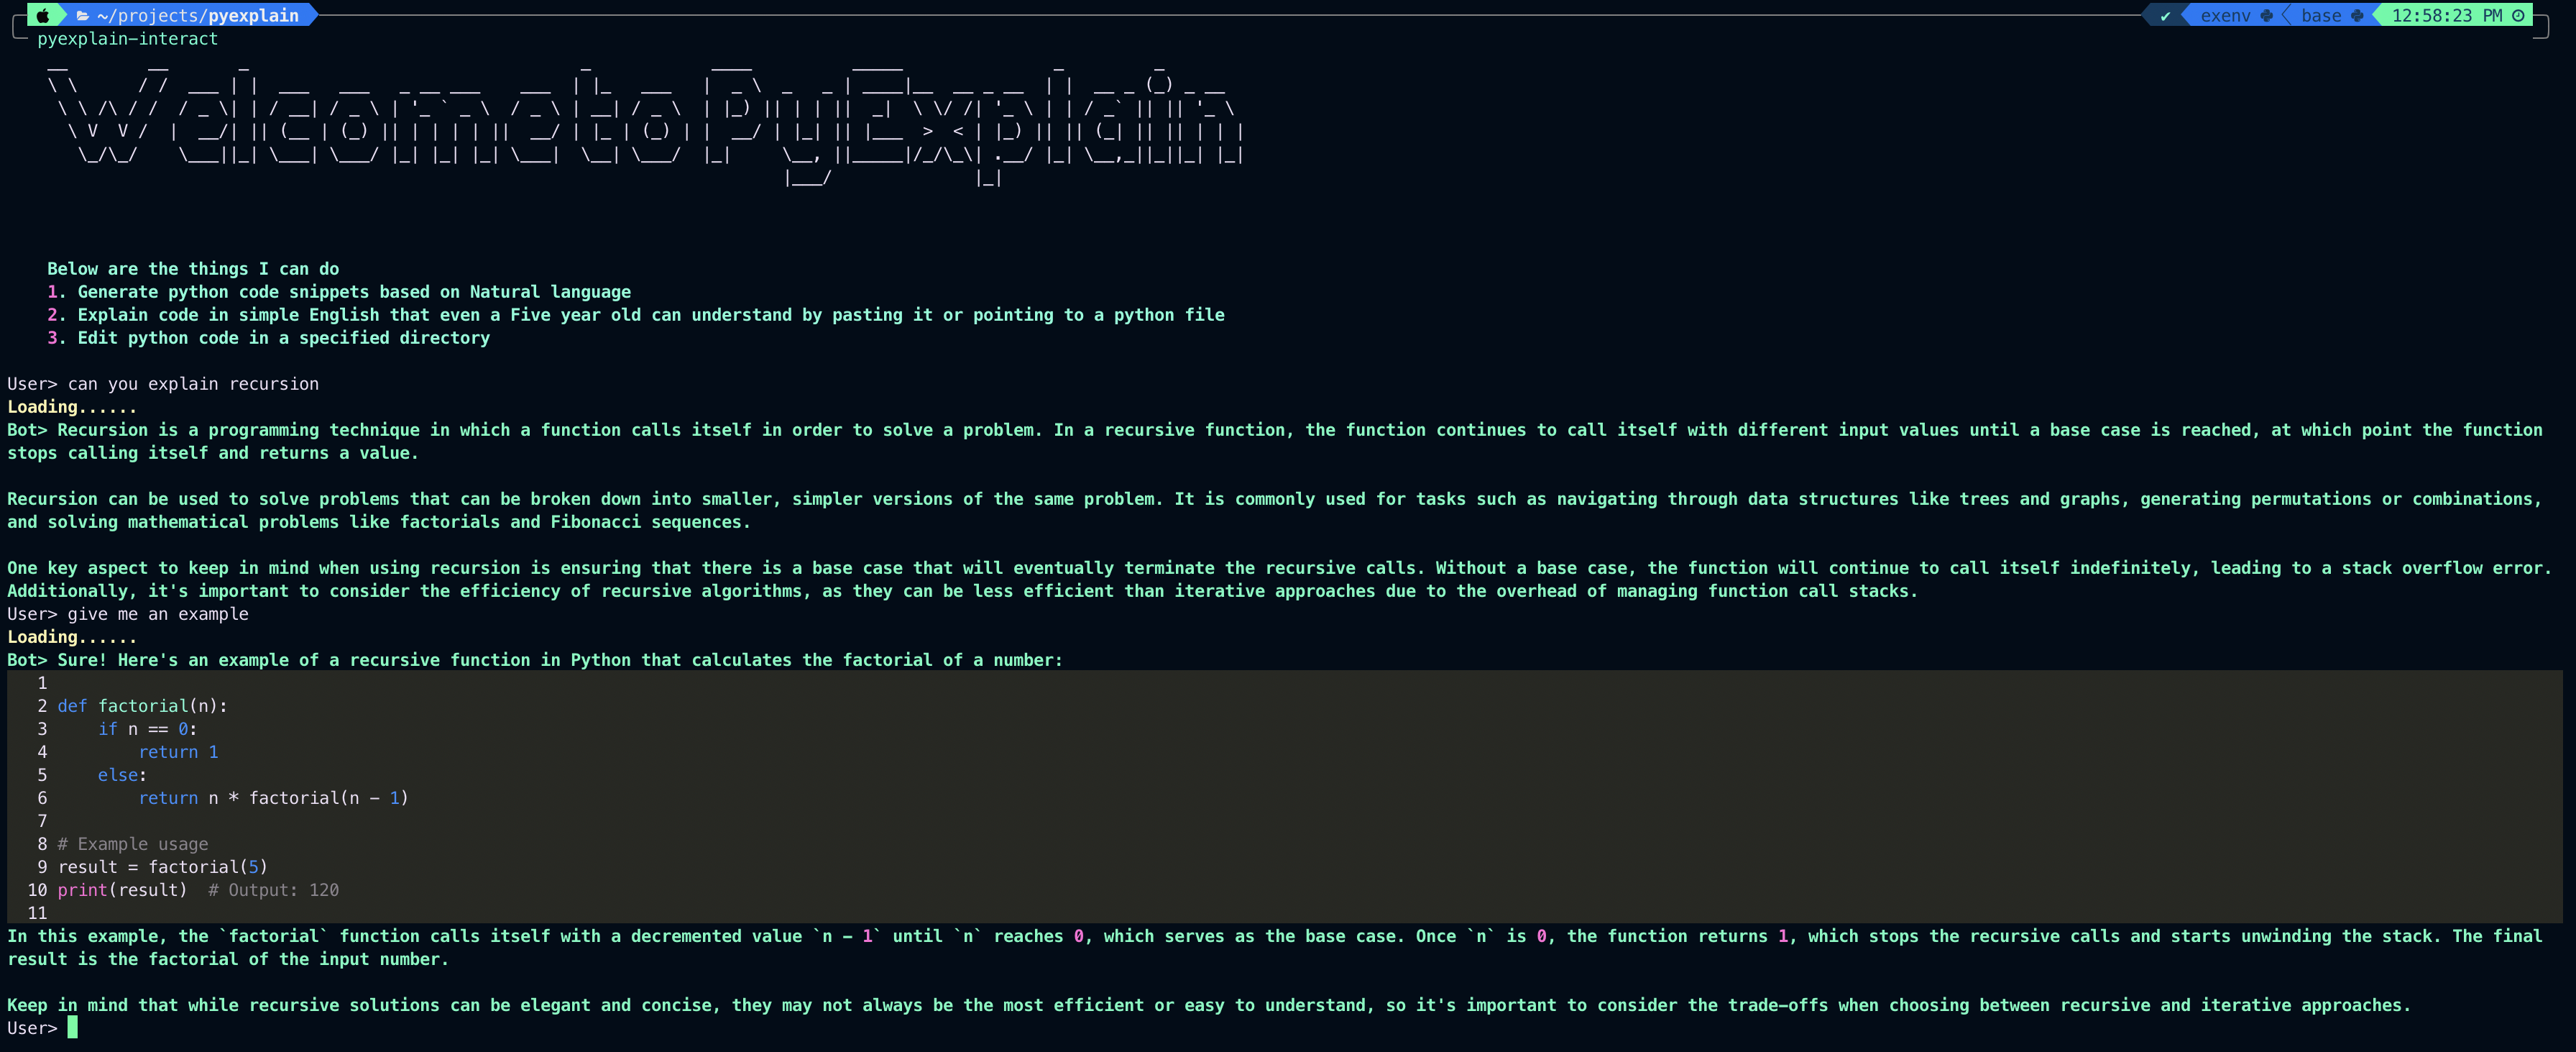 ~/projects/pyexplain ✔ exenv base 12:58:23 PM
pyexplain-interact
Welcome to PyExplain
Below are the things I can do
1. Generate python code snippets based on Natural language
2. Explain code in simple English that even a Five year old can understand by pasting it or pointing to a python file
3. Edit python code in a specified directory
User> can you explain recursion
Loading......
Bot> Recursion is a programming technique in which a function calls itself in order to solve a problem. In a recursive function, the function continues to call itself with different input values until a base case is reached, at which point the function
stops calling itself and returns a value.
Recursion can be used to solve problems that can be broken down into smaller, simpler versions of the same problem. It is commonly used for tasks such as navigating through data structures like trees and graphs, generating permutations or combinations,
and solving mathematical problems like factorials and Fibonacci sequences.
One key aspect to keep in mind when using recursion is ensuring that there is a base case that will eventually terminate the recursive calls. Without a base case, the function will continue to call itself indefinitely, leading to a stack overflow error.
Additionally, it's important to consider the efficiency of recursive algorithms, as they can be less efficient than iterative approaches due to the overhead of managing function call stacks.
User> give me an example
Loading......
Bot> Sure! Here's an example of a recursive function in Python that calculates the factorial of a number:
1
2 def factorial(n):
3     if n == 0:
4         return 1
5     else:
6         return n * factorial(n - 1)
7
8 # Example usage
9 result = factorial(5)
10 print(result)  # Output: 120
11
In this example, the `factorial` function calls itself with a decremented value `n - 1` until `n` reaches 0, which serves as the base case. Once `n` is 0, the function returns 1, which stops the recursive calls and starts unwinding the stack. The final
result is the factorial of the input number.
Keep in mind that while recursive solutions can be elegant and concise, they may not always be the most efficient or easy to understand, so it's important to consider the trade-offs when choosing between recursive and iterative approaches.
User>